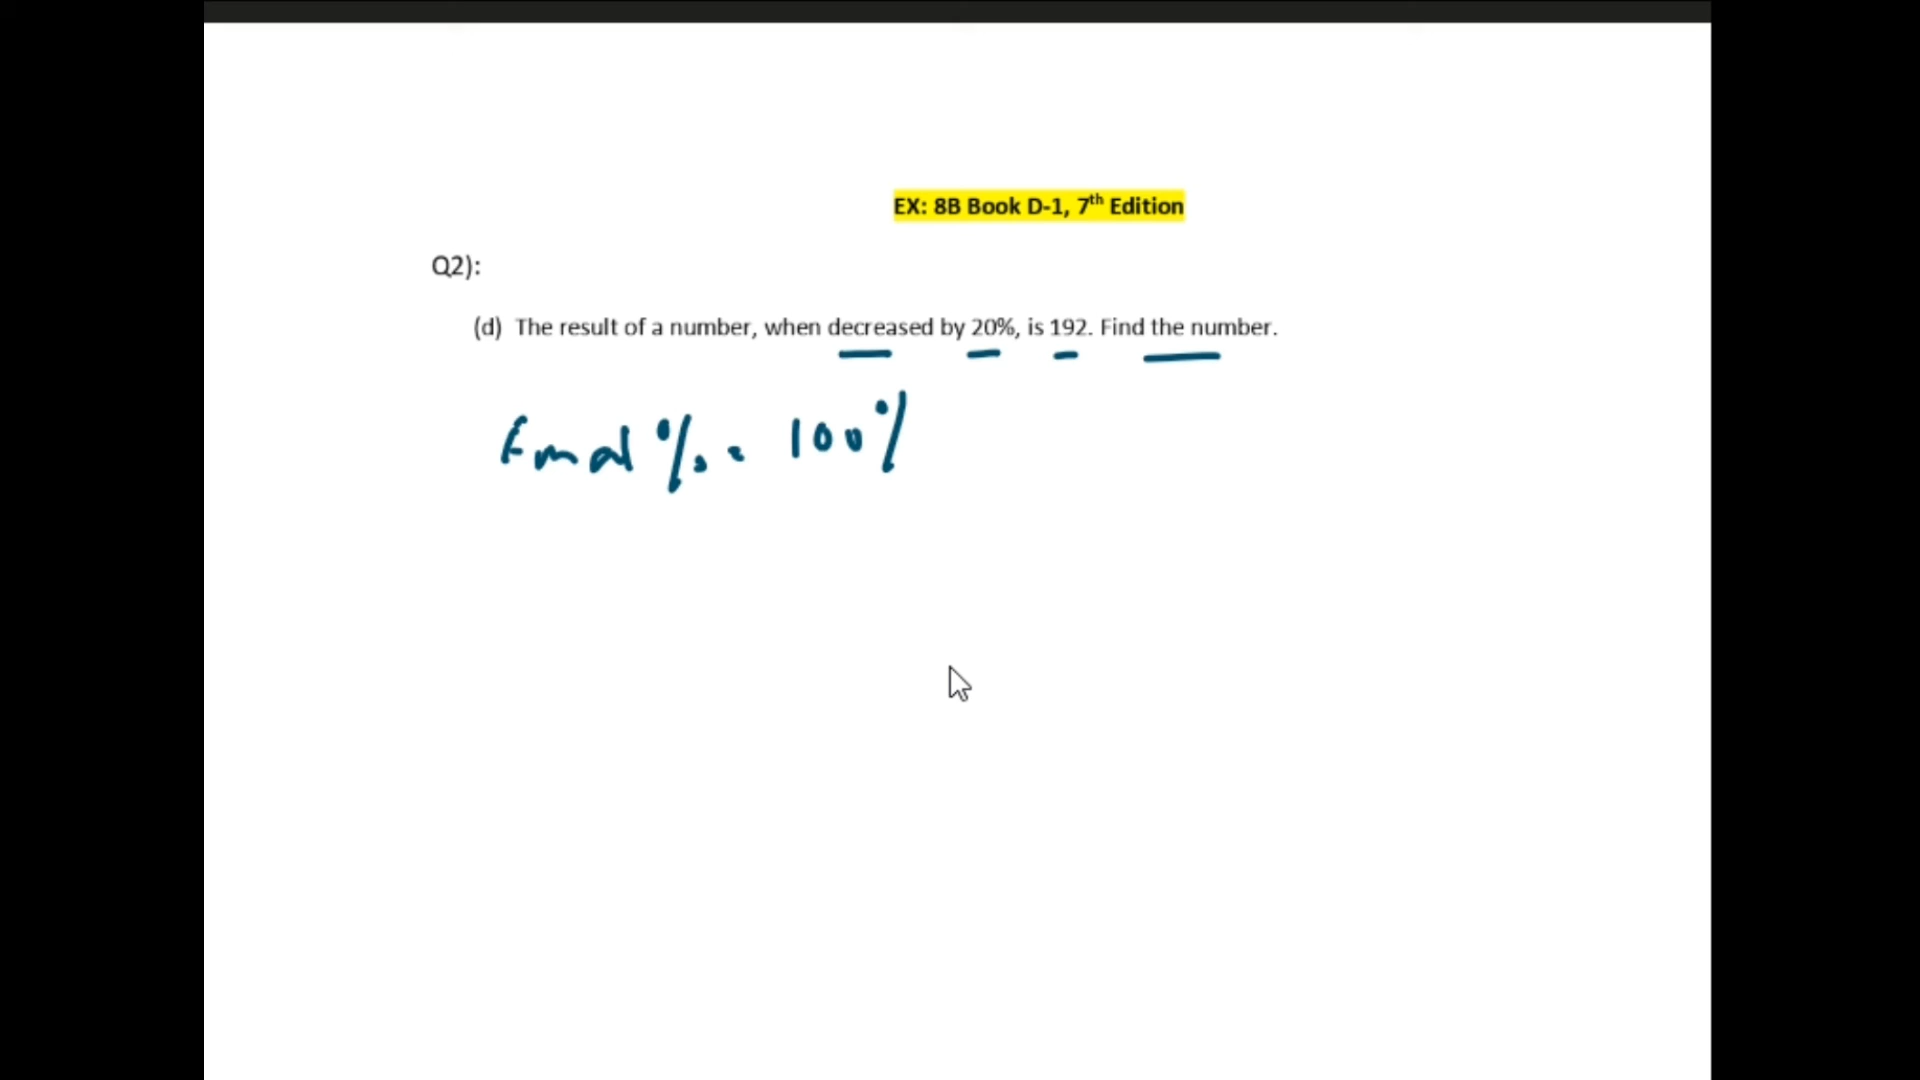 EX: 8B Book D-1, 7th Edition
Q2):
(d) The result of a number, when decreased by 20%, is 192. Find the number.
Final % = 100%